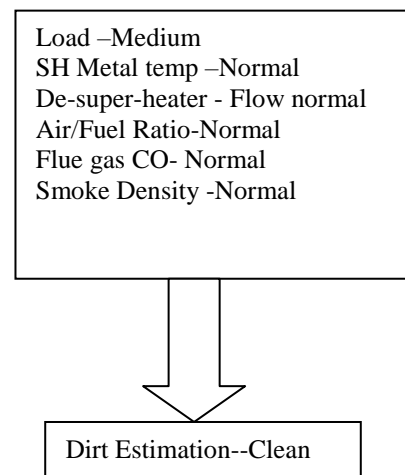 Load –Medium
SH Metal temp –Normal
De-super-heater - Flow normal
Air/Fuel Ratio-Normal
Flue gas CO- Normal
Smoke Density -Normal
Dirt Estimation--Clean